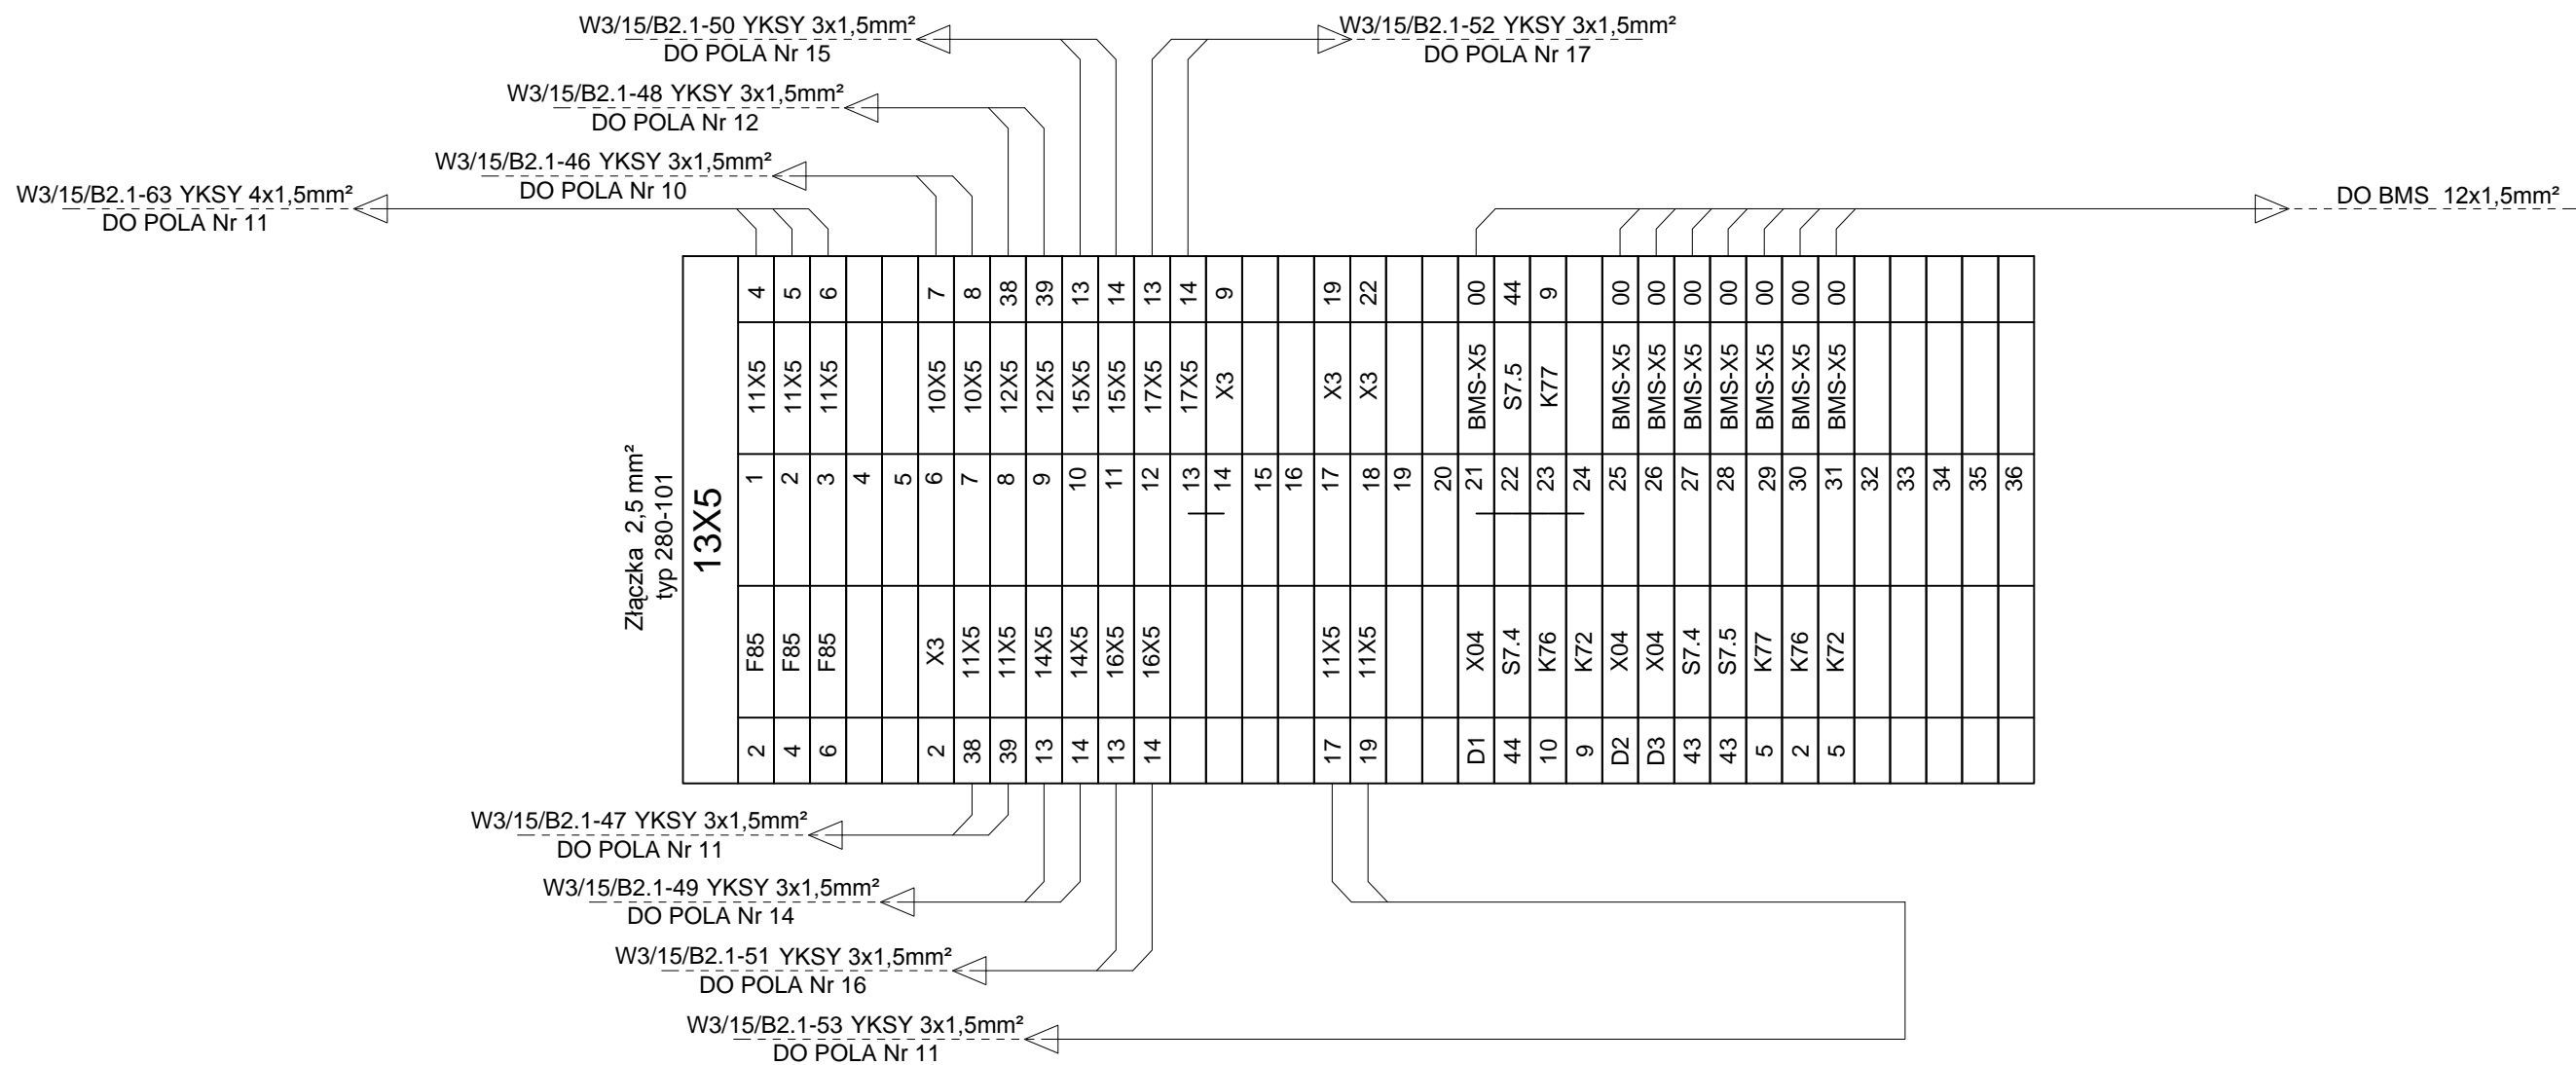 W3/15/B2.1-50 YKSY 3x1,5mm²
DO POLA Nr 15
W3/15/B2.1-52 YKSY 3x1,5mm²
DO POLA Nr 17
W3/15/B2.1-48 YKSY 3x1,5mm²
DO POLA Nr 12
W3/15/B2.1-46 YKSY 3x1,5mm²
DO POLA Nr 10
W3/15/B2.1-63 YKSY 4x1,5mm²
DO POLA Nr 11
DO BMS 12x1,5mm²
4 5 6 7 8 38 39 13 14 13 14 9 19 22 00 44 9 00 00 00 00 00 00 00
11X5 11X5 11X5 10X5 10X5 12X5 12X5 15X5 15X5 17X5 17X5 X3 X3 X3 BMS-X5 S7.5 K77 BMS-X5 BMS-X5 BMS-X5 BMS-X5 BMS-X5 BMS-X5 BMS-X5
Złączka 2,5 mm²
typ 280-101
13X5
1 2 3 4 5 6 7 8 9 10 11 12 13 14 15 16 17 18 19 20 21 22 23 24 25 26 27 28 29 30 31 32 33 34 35 36
F85 F85 F85 X3 11X5 11X5 14X5 14X5 16X5 16X5 11X5 11X5 X04 S7.4 K76 K72 X04 X04 S7.4 S7.5 K77 K76 K72
2 4 6 2 38 39 13 14 13 14 17 19 D1 44 10 9 D2 D3 43 43 5 2 5
W3/15/B2.1-47 YKSY 3x1,5mm²
DO POLA Nr 11
W3/15/B2.1-49 YKSY 3x1,5mm²
DO POLA Nr 14
W3/15/B2.1-51 YKSY 3x1,5mm²
DO POLA Nr 16
W3/15/B2.1-53 YKSY 3x1,5mm²
DO POLA Nr 11